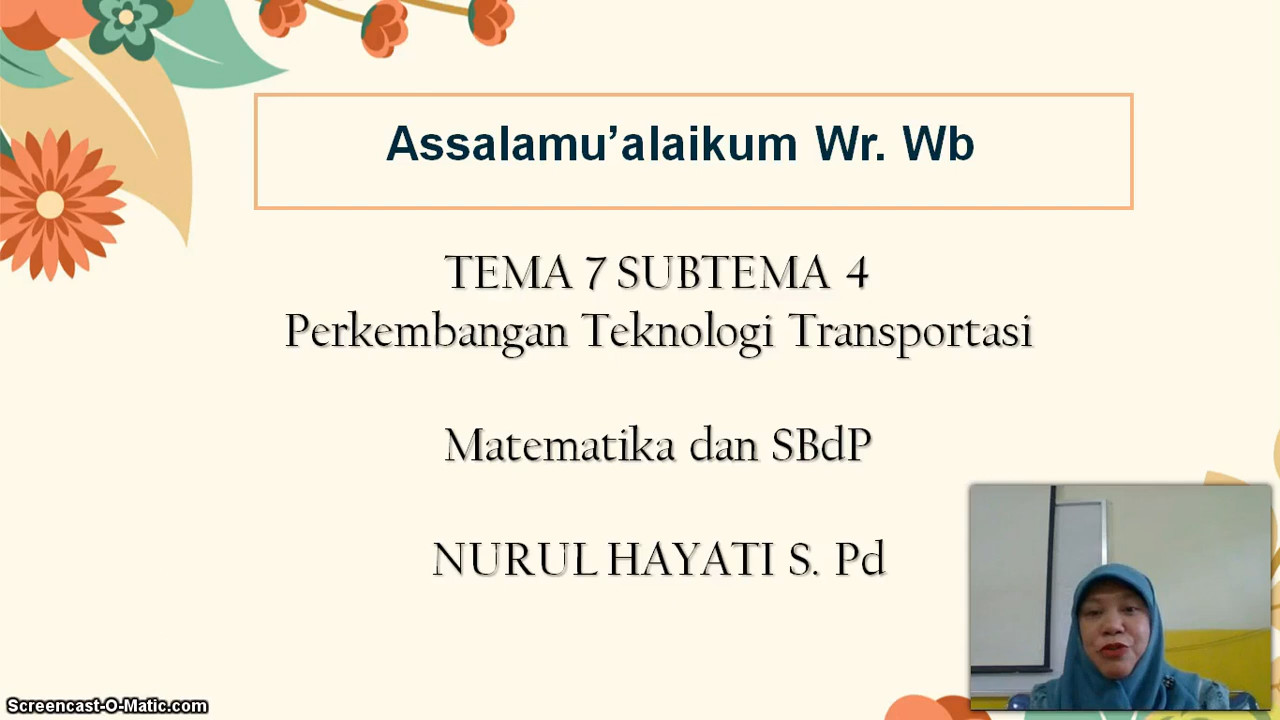 Assalamu’alaikum Wr. Wb
TEMA 7 SUBTEMA 4
Perkembangan Teknologi Transportasi
Matematika dan SBdP
NURUL HAYATI S. Pd
Screencast-O-Matic.com